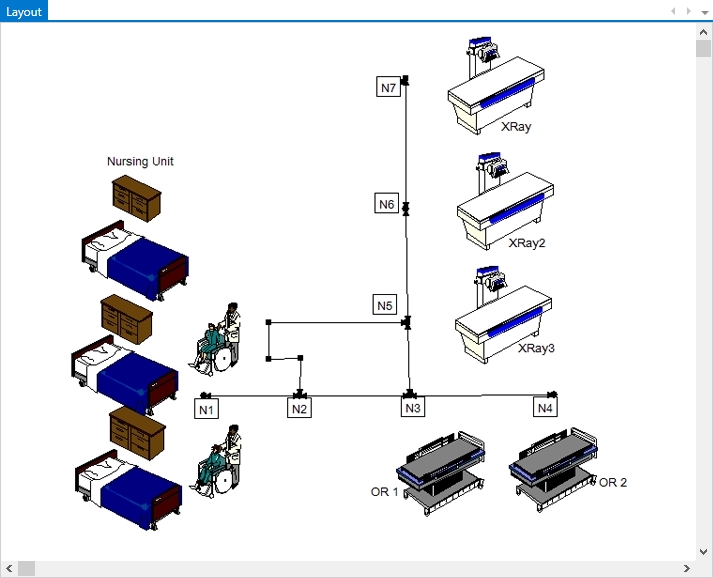 Layout
N7
XRay
Nursing Unit
N6
XRay2
N5
XRay3
N1
N2
N3
N4
OR 1
OR 2